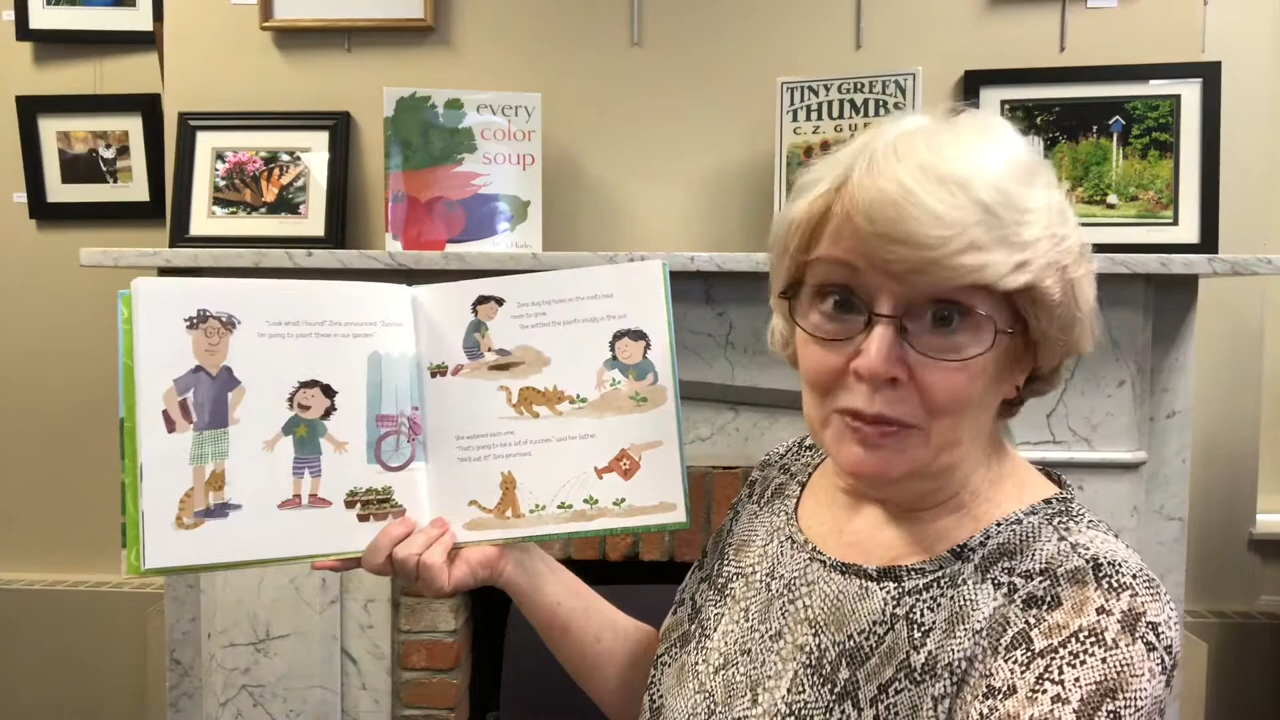 every
color
soup
TINY GREEN
THUMBS
C. Z. GUE
"Look what I found!" Zora announced. "Zucchini.
I'm going to plant these in our garden."
Zora dug big holes so the roots had
room to grow.
She settled the plants snugly in the soil.
She watered each one.
"That's going to be a lot of zucchini," said her father.
"We'll eat it!" Zora promised.